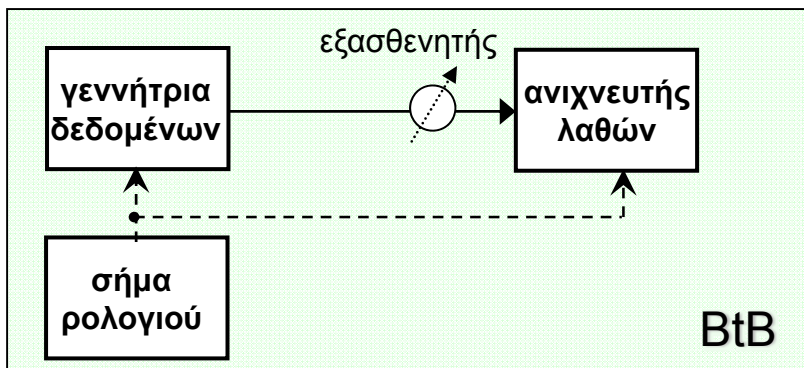 εξασθενητής
γεννήτρια
δεδομένων
ανιχνευτής
λαθών
σήμα
ρολογιού
BtB